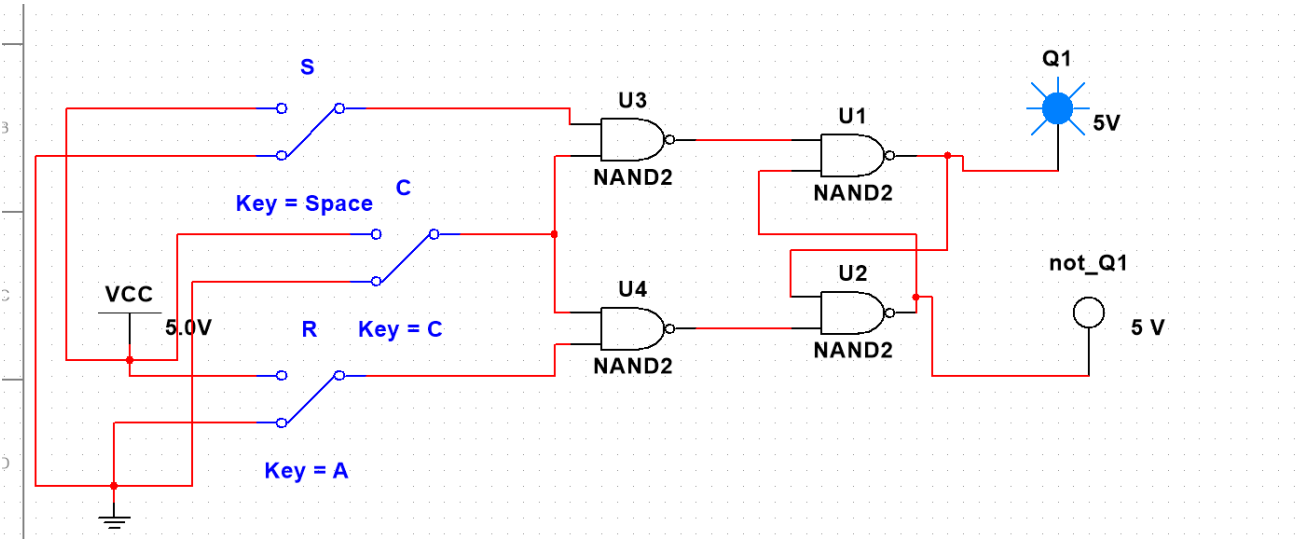 S
Key = Space
C
Key = C
VCC
5.0V
R
Key = A
U3
NAND2
U4
NAND2
U1
NAND2
U2
NAND2
Q1
5V
not_Q1
5 V
B
C
D